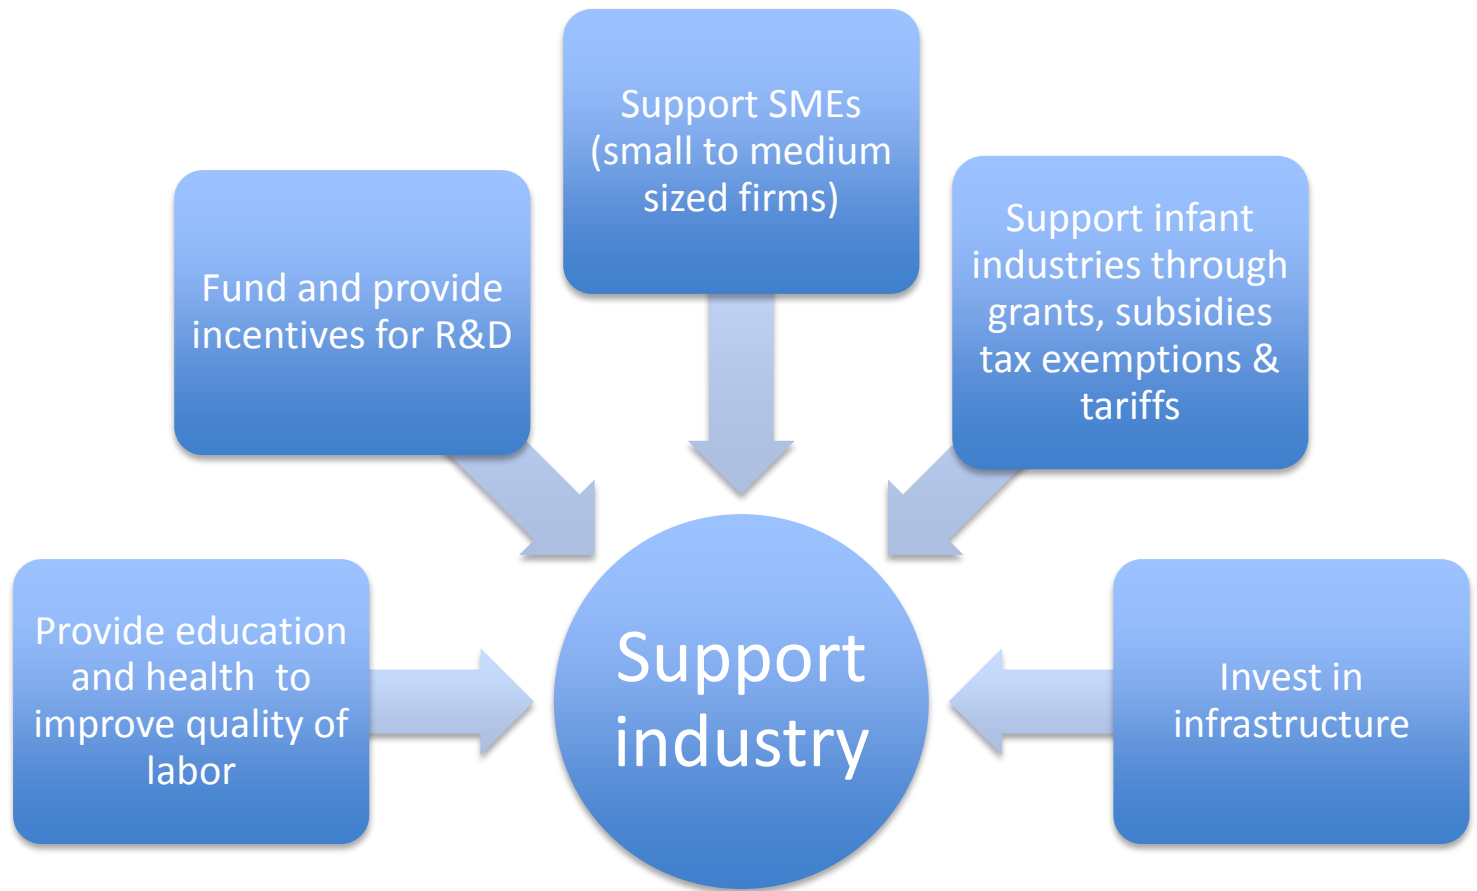 Support SMEs
(small to medium
sized firms)
Fund and provide
incentives for R&D
Support infant
industries through
grants, subsidies
tax exemptions &
tariffs
Provide education
and health  to
improve quality of
labor
Support
industry
Invest in
infrastructure